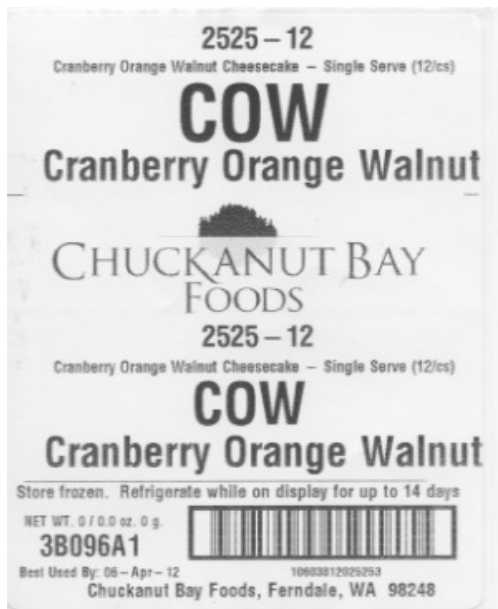 2525-12
Cranberry Orange Walnut Cheesecake - Single Serve (12/cs)
COW
Cranberry Orange Walnut
CHUCKANUT BAY
FOODS
2525-12
Cranberry Orange Walnut Cheesecake - Single Serve (12/cs)
COW
Cranberry Orange Walnut
Store frozen. Refrigerate while on display for up to 14 days
NET WT. 0 / 0.0 oz. 0 g.
3B096A1
Best Used By: 06-Apr-12
10603812025253
Chuckanut Bay Foods, Ferndale, WA 98248